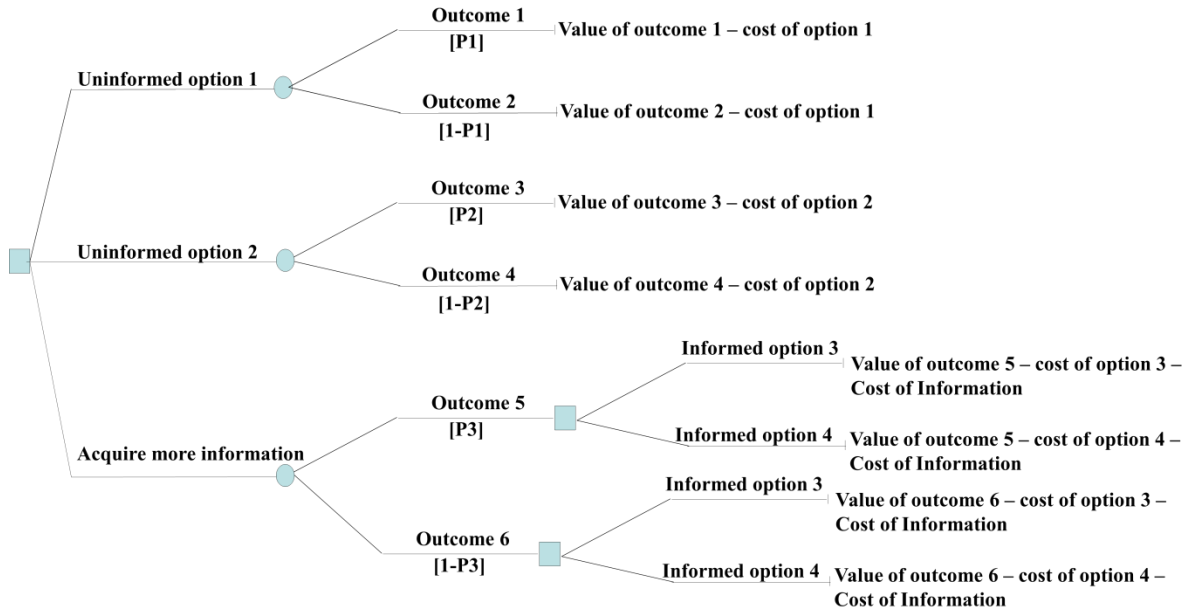 Outcome 1
[P1]
Value of outcome 1 – cost of option 1
Uninformed option 1
Outcome 2
[1-P1]
Value of outcome 2 – cost of option 1
Outcome 3
[P2]
Value of outcome 3 – cost of option 2
Uninformed option 2
Outcome 4
[1-P2]
Value of outcome 4 – cost of option 2
Informed option 3
Value of outcome 5 – cost of option 3 –
Cost of Information
Outcome 5
[P3]
Informed option 4
Value of outcome 5 – cost of option 4 –
Cost of Information
Acquire more information
Informed option 3
Value of outcome 6 – cost of option 3 –
Cost of Information
Outcome 6
[1-P3]
Informed option 4
Value of outcome 6 – cost of option 4 –
Cost of Information